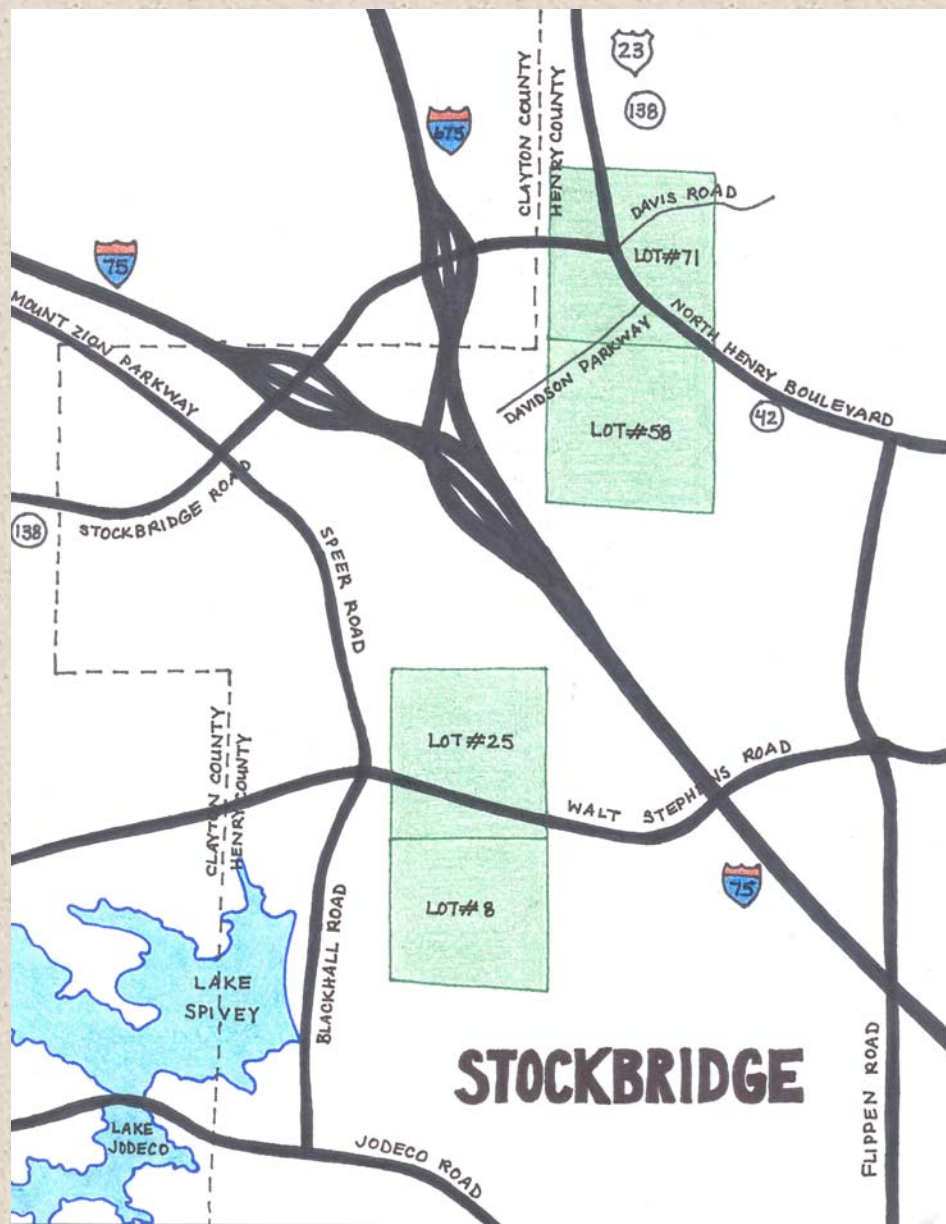 23
138
CLAYTON COUNTY
HENRY COUNTY
675
DAVIS ROAD
LOT#71
75
MOUNT ZION PARKWAY
NORTH HENRY BOULEVARD
DAVIDSON PARKWAY
42
LOT#58
STOCKBRIDGE ROAD
138
SPEER ROAD
LOT#25
CLAYTON COUNTY
HENRY COUNTY
WALT STEPHENS ROAD
75
LOT#8
BLACKHALL ROAD
LAKE
SPIVEY
STOCKBRIDGE
FLIPPEN ROAD
LAKE
JODECO
JODECO ROAD